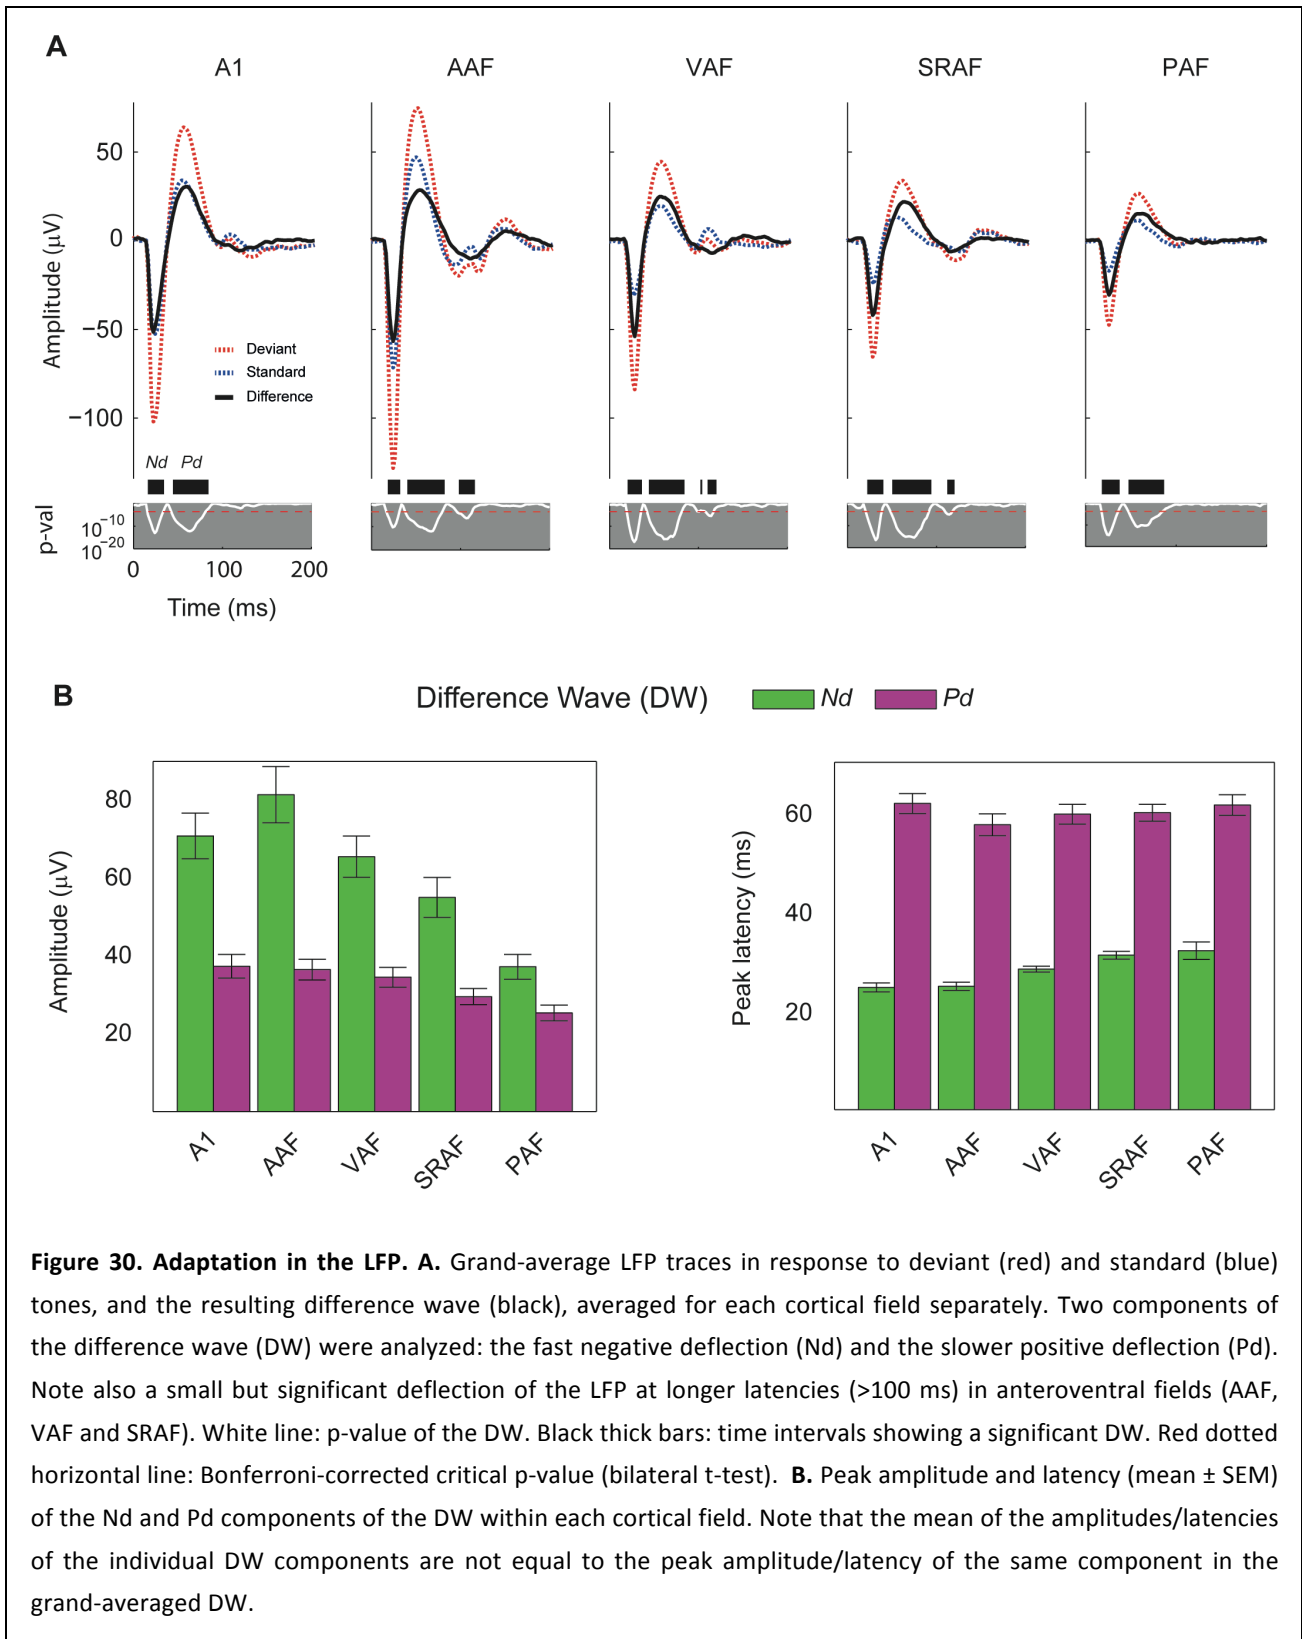 A
A1
AAF
VAF
SRAF
PAF
Amplitude (µV)
50
0
−50
−100
Deviant
Standard
Difference
Nd
Pd
p-val
10⁻¹⁰
10⁻²⁰
0
100
200
Time (ms)
B
Difference Wave (DW)
Nd
Pd
Amplitude (µV)
80
60
40
20
A1
AAF
VAF
SRAF
PAF
Peak latency (ms)
60
40
20
A1
AAF
VAF
SRAF
PAF
Figure 30. Adaptation in the LFP. A. Grand-average LFP traces in response to deviant (red) and standard (blue)
tones, and the resulting difference wave (black), averaged for each cortical field separately. Two components of
the difference wave (DW) were analyzed: the fast negative deflection (Nd) and the slower positive deflection (Pd).
Note also a small but significant deflection of the LFP at longer latencies (>100 ms) in anteroventral fields (AAF,
VAF and SRAF). White line: p-value of the DW. Black thick bars: time intervals showing a significant DW. Red dotted
horizontal line: Bonferroni-corrected critical p-value (bilateral t-test). B. Peak amplitude and latency (mean ± SEM)
of the Nd and Pd components of the DW within each cortical field. Note that the mean of the amplitudes/latencies
of the individual DW components are not equal to the peak amplitude/latency of the same component in the
grand-averaged DW.